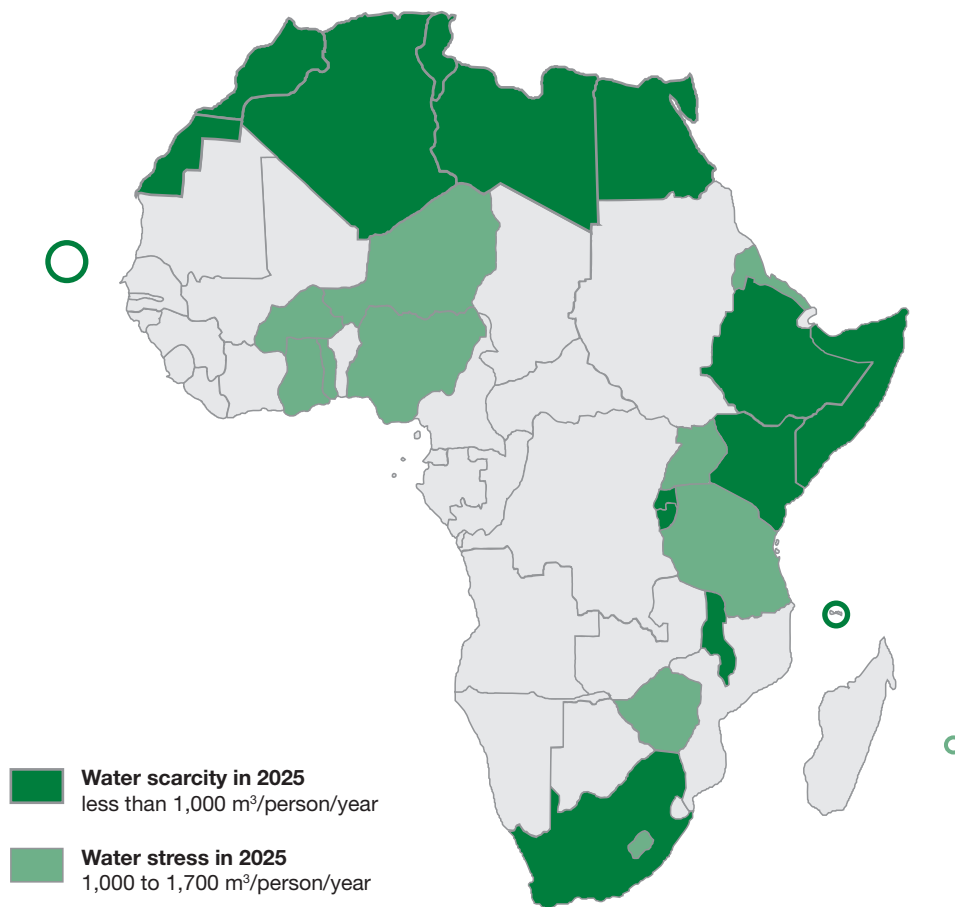 Water scarcity in 2025
less than 1,000 m³/person/year
Water stress in 2025
1,000 to 1,700 m³/person/year